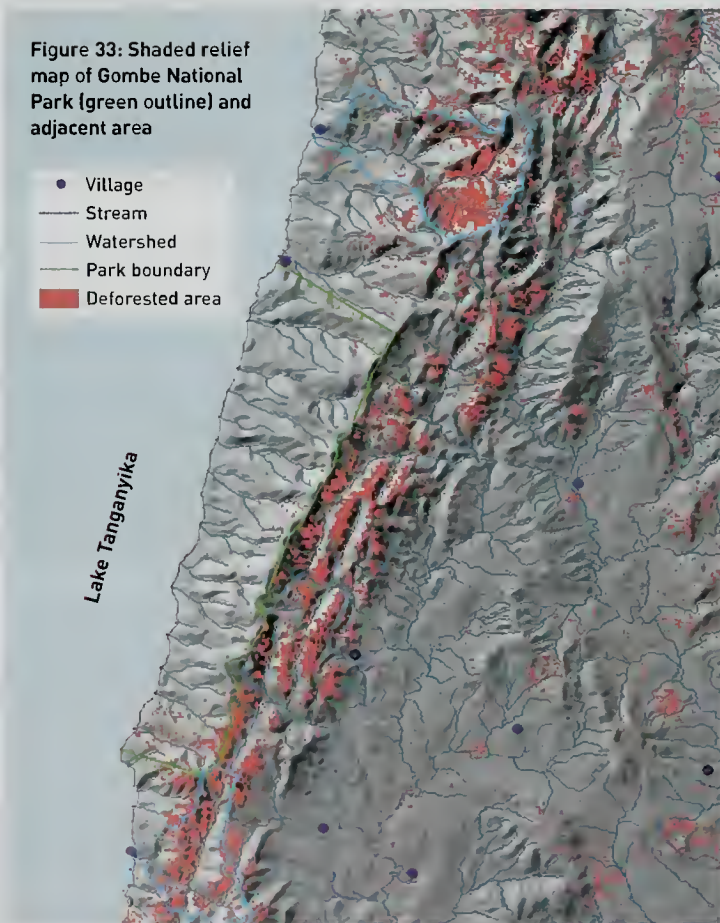 Figure 33: Shaded relief
map of Gombe National
Park (green outline) and
adjacent area
Village
Stream
Watershed
Park boundary
Deforested area
Lake Tanganyika